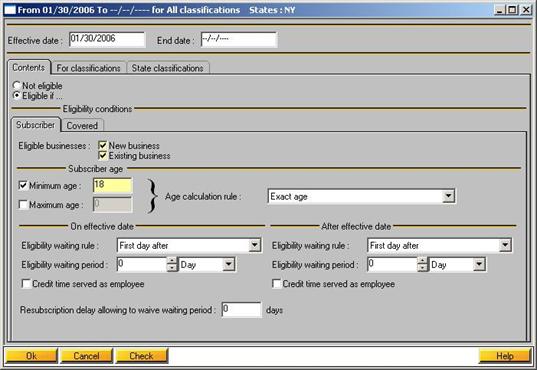 From 01/30/2006 To --/--/---- for All classifications States : NY
Effective date : 01/30/2006 End date : --/--/----
Contents For classifications State classifications
Not eligible
Eligible if ...
Eligibility conditions
Subscriber Covered
Eligible businesses : New business
Existing business
Subscriber age
Minimum age : 18
Age calculation rule : Exact age
Maximum age : 0
On effective date After effective date
Eligibility waiting rule : First day after Eligibility waiting rule : First day after
Eligibility waiting period : 0 Day Eligibility waiting period : 0 Day
Credit time served as employee Credit time served as employee
Resubscription delay allowing to waive waiting period : 0 days
Ok Cancel Check Help